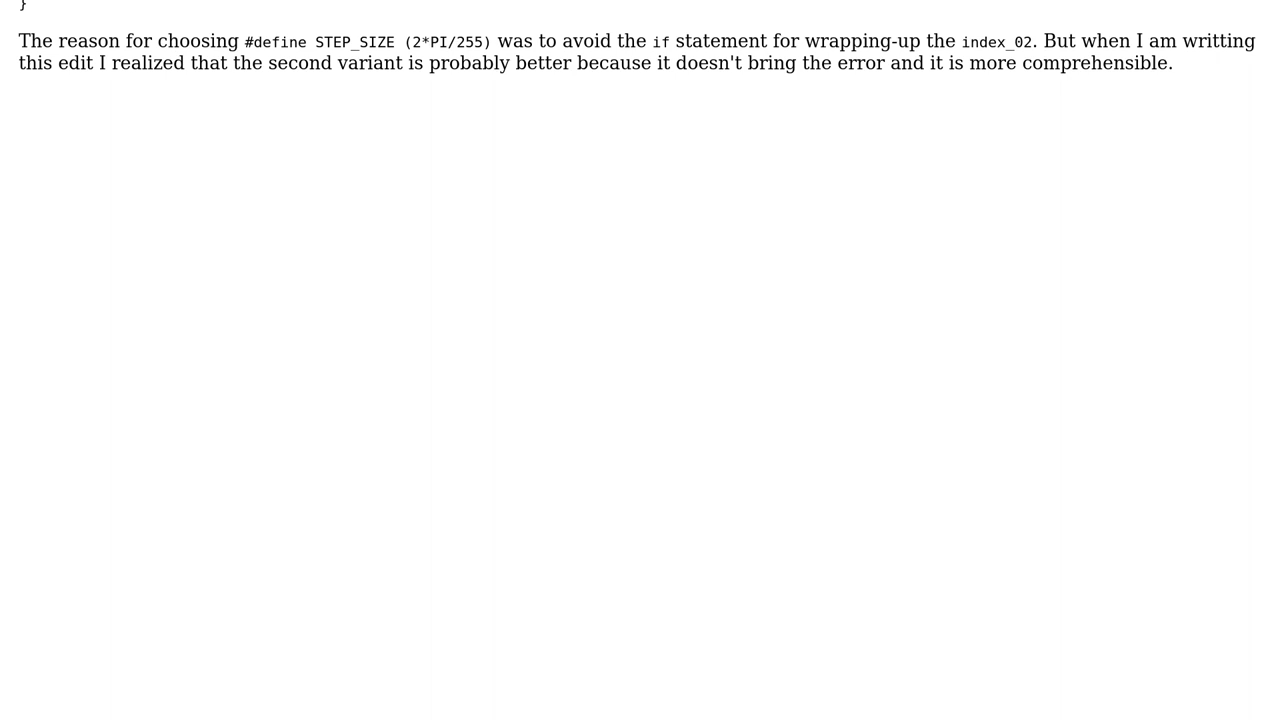 }
The reason for choosing #define STEP_SIZE (2*PI/255) was to avoid the if statement for wrapping-up the index_02. But when I am writting
this edit I realized that the second variant is probably better because it doesn't bring the error and it is more comprehensible.